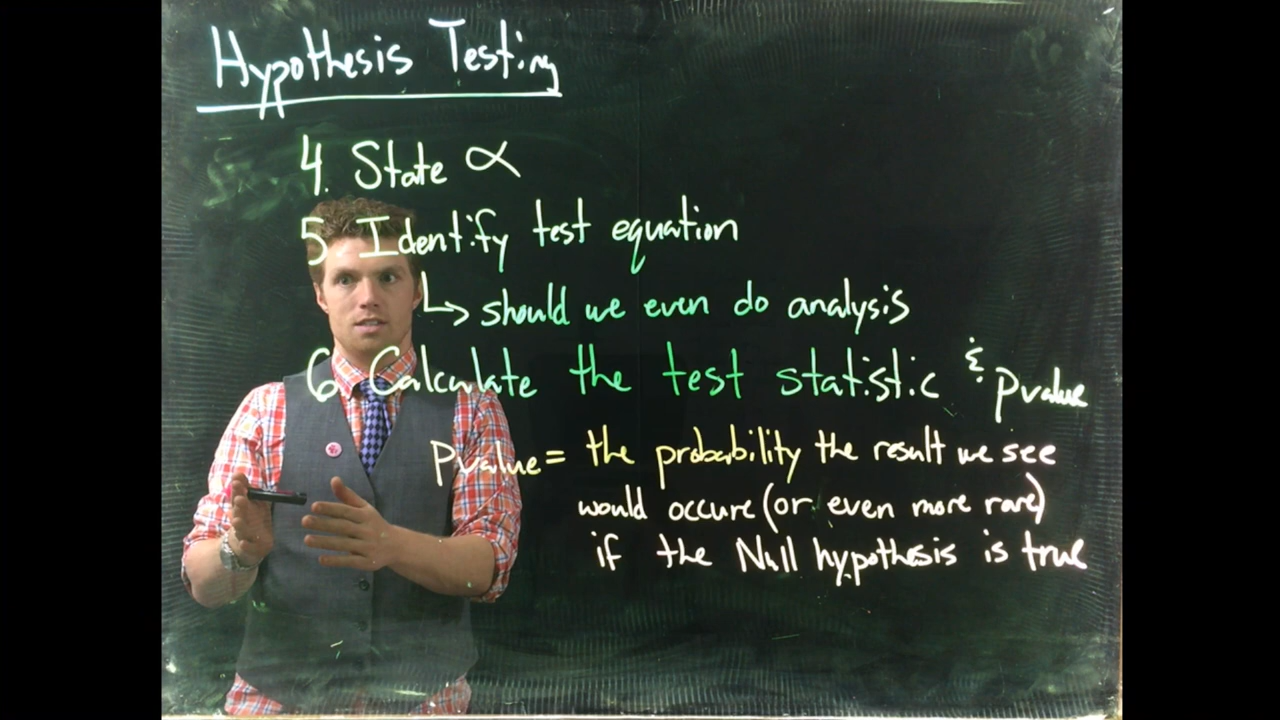 Hypothesis Testing
4. State α
5 Identify test equation
↳ should we even do analysis
6. Calculate the test statistic & pvalue
Pvalue = the probability the result we see
would occure (or even more rare)
if the Null hypothesis is true